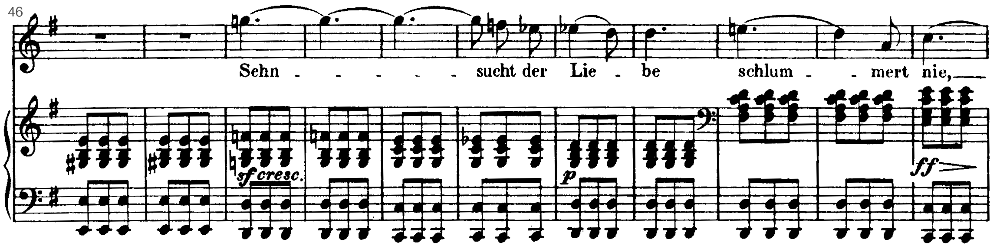 46
Sehn - - - - - sucht der Lie - be schlum - - mert nie,
sf cresc. p ff